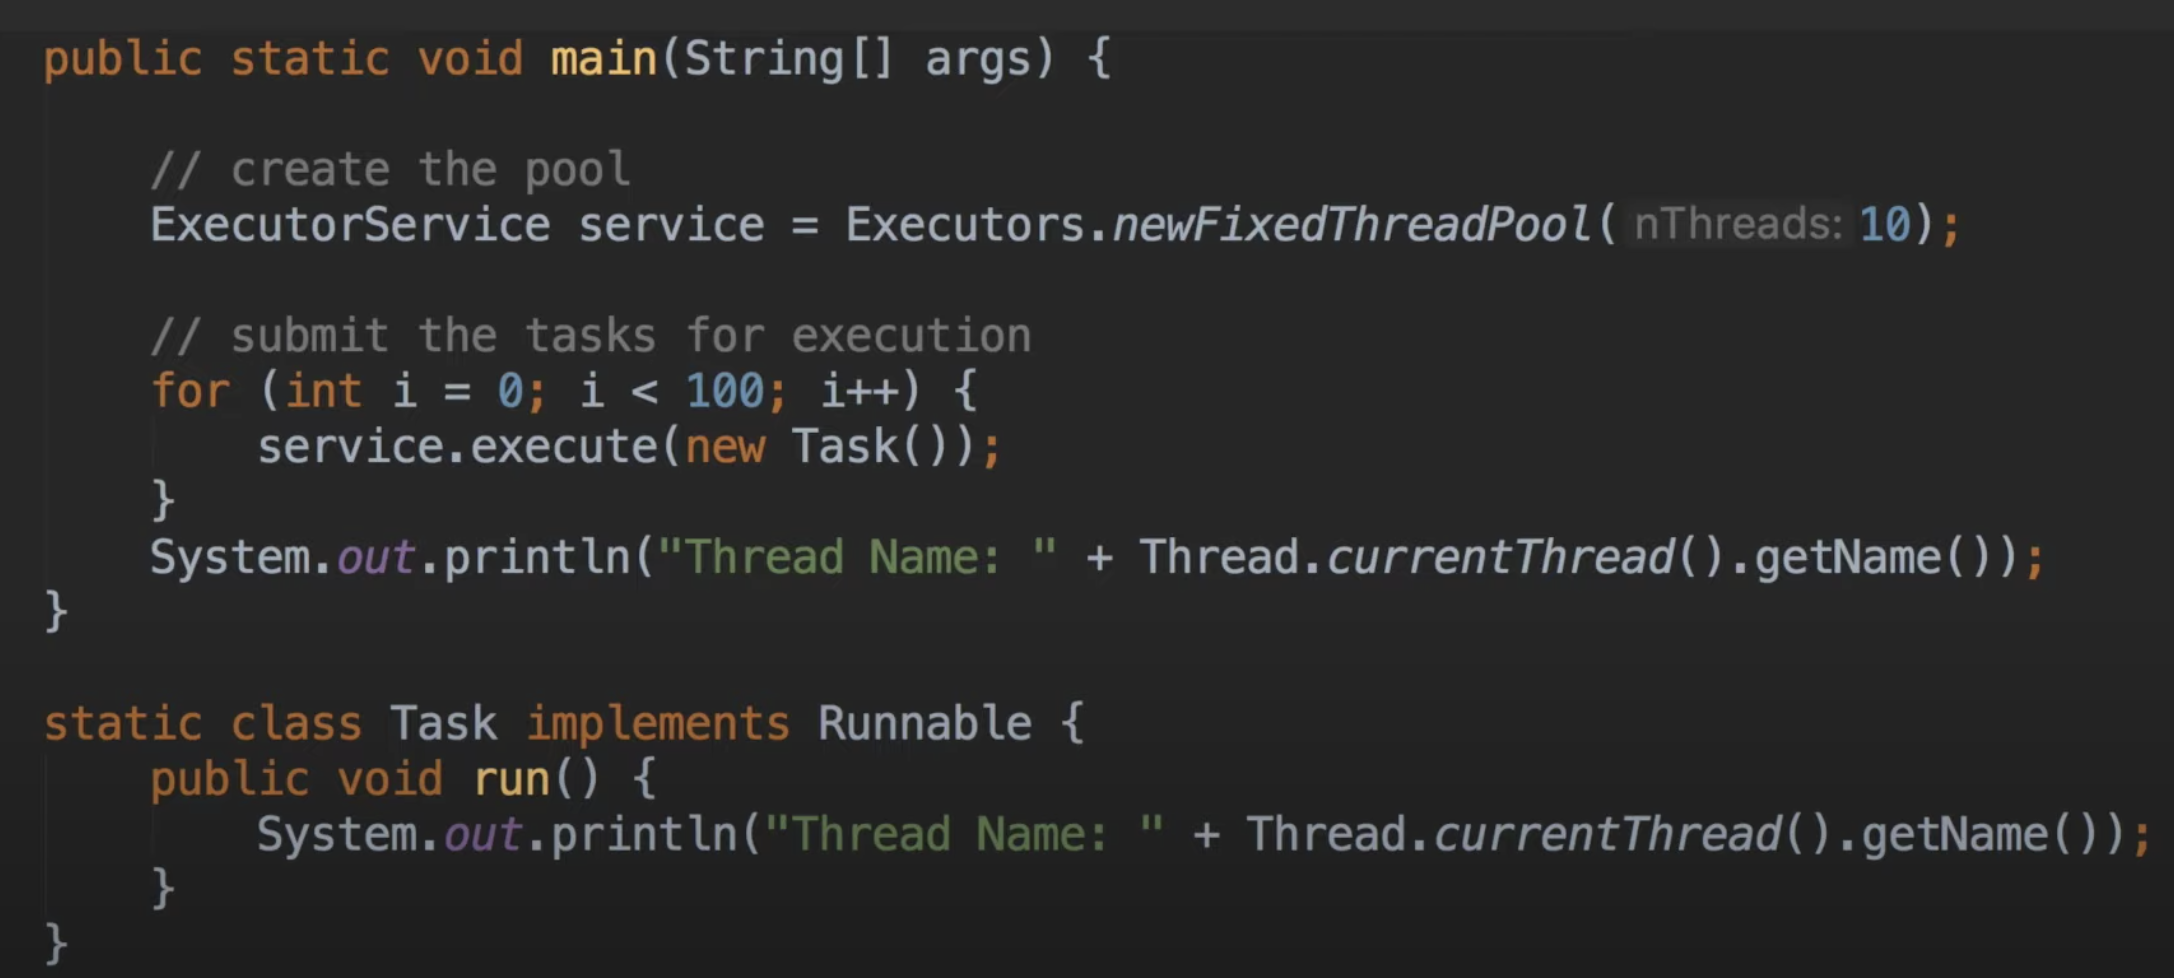 public static void main(String[] args) {
// create the pool
ExecutorService service = Executors.newFixedThreadPool( nThreads: 10);
// submit the tasks for execution
for (int i = 0; i < 100; i++) {
service.execute(new Task());
}
System.out.println("Thread Name: " + Thread.currentThread().getName());
}
static class Task implements Runnable {
public void run() {
System.out.println("Thread Name: " + Thread.currentThread().getName());
}
}